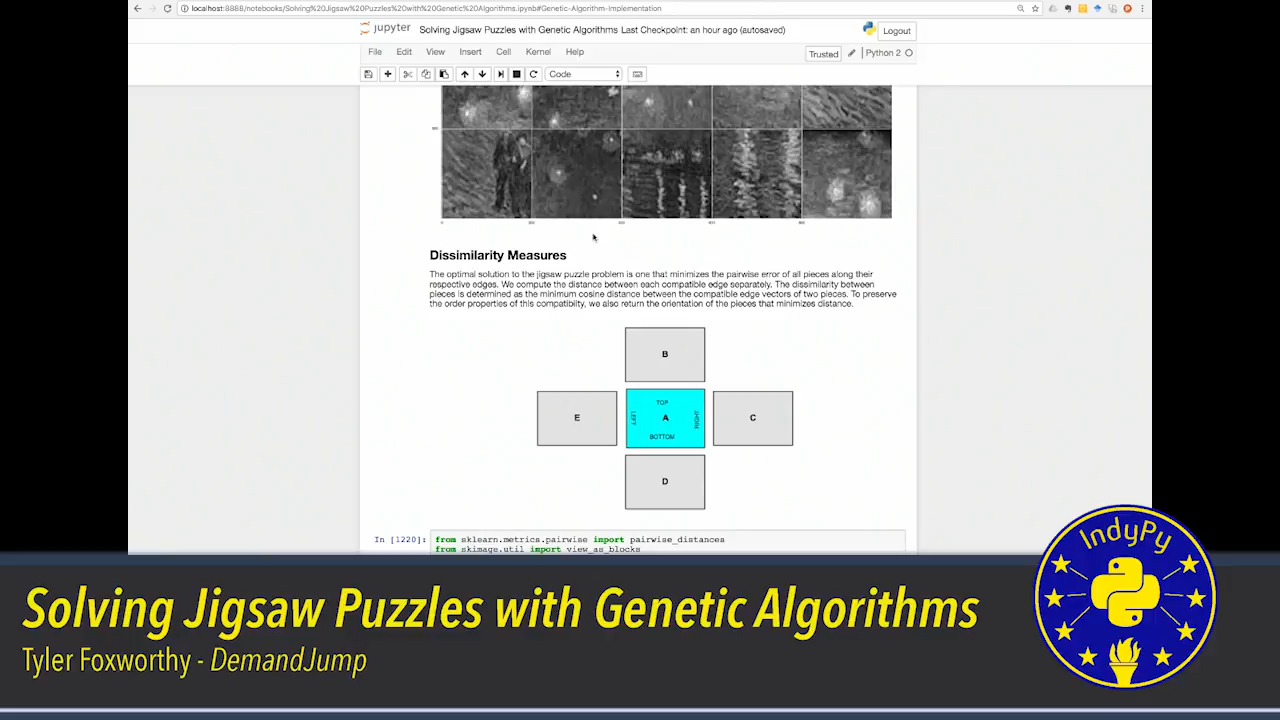 localhost:8888/notebooks/Solving%20Jigsaw%20Puzzles%20with%20Genetic%20Algorithms.ipynb#Genetic-Algorithm-Implementation
jupyter Solving Jigsaw Puzzles with Genetic Algorithms Last Checkpoint: an hour ago (autosaved) Logout
File Edit View Insert Cell Kernel Help Trusted Python 2
Code
Dissimilarity Measures
The optimal solution to the jigsaw puzzle problem is one that minimizes the pairwise error of all pieces along their
respective edges. We compute the distance between each compatible edge separately. The dissimilarity between
pieces is determined as the minimum cosine distance between the compatible edge vectors of two pieces. To preserve
the order properties of this compatiblity, we also return the orientation of the pieces that minimizes distance.
B
TOP
E LEFT A RIGHT C
BOTTOM
D
In [1220]: from sklearn.metrics.pairwise import pairwise_distances
from skimage.util import view_as_blocks
IndyPy
Solving Jigsaw Puzzles with Genetic Algorithms
Tyler Foxworthy - DemandJump